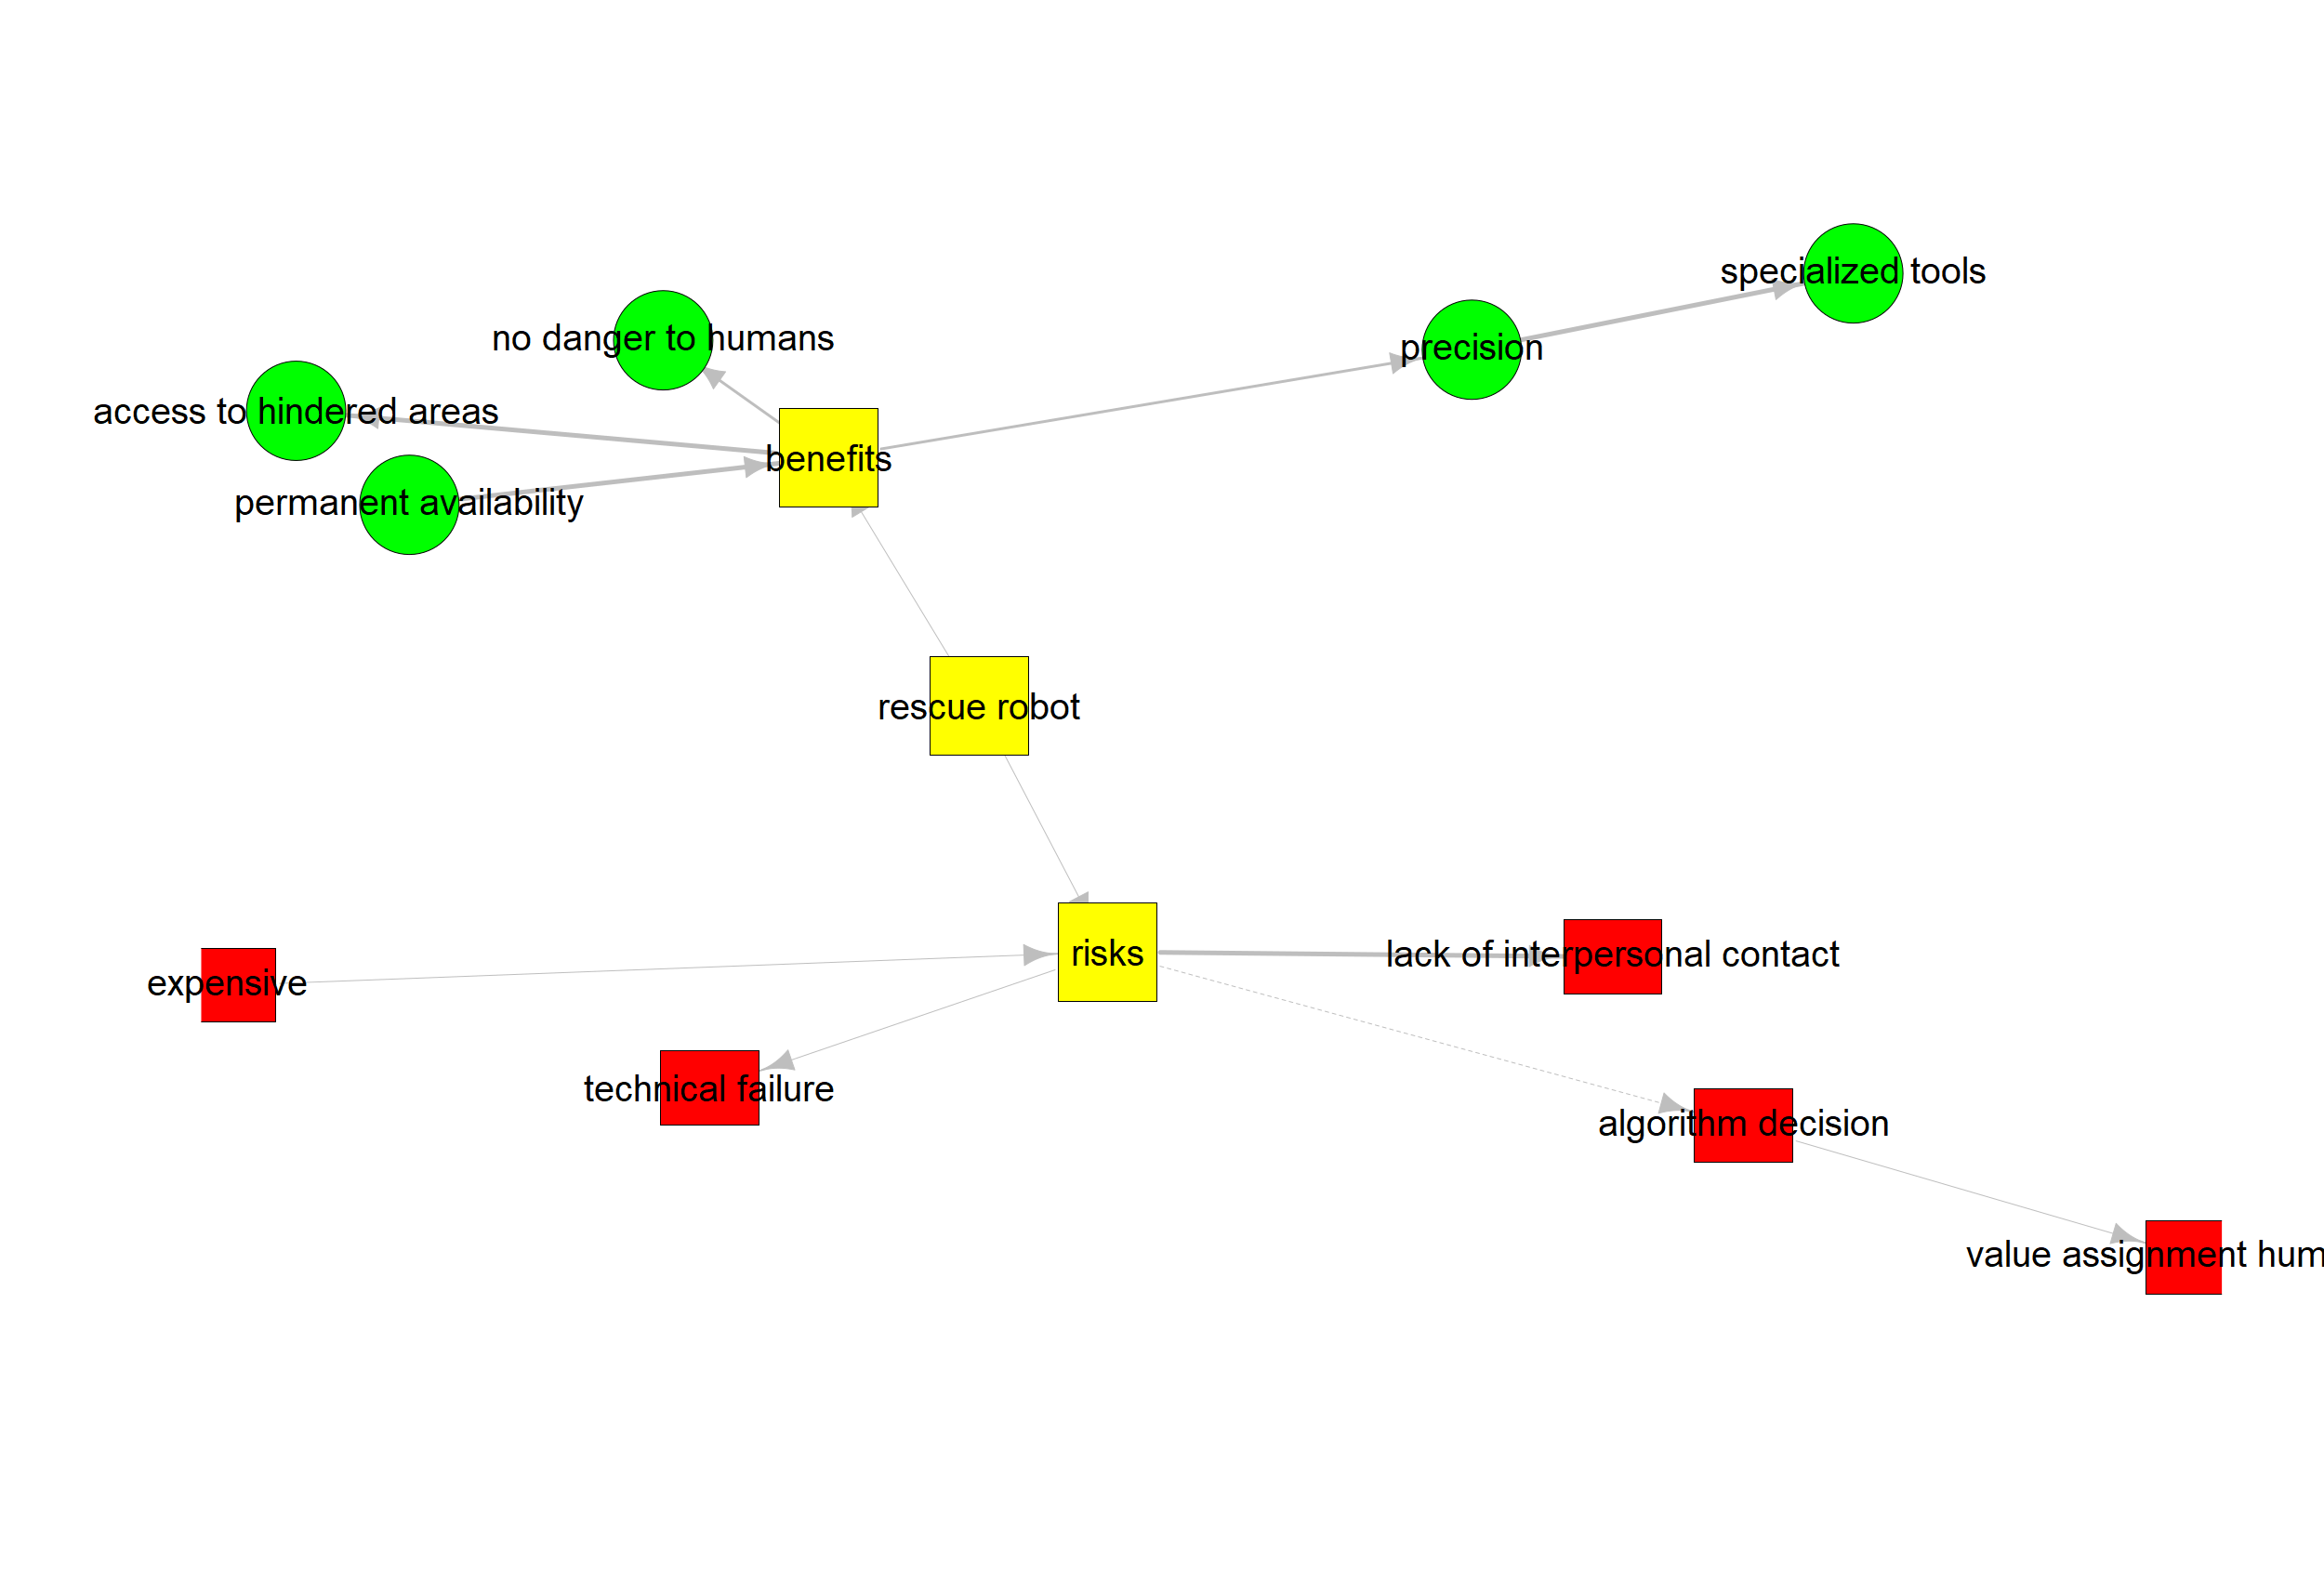 specialized tools
no danger to humans
precision
access to hindered areas
benefits
permanent availability
rescue robot
risks
lack of interpersonal contact
expensive
technical failure
algorithm decision
value assignment hum